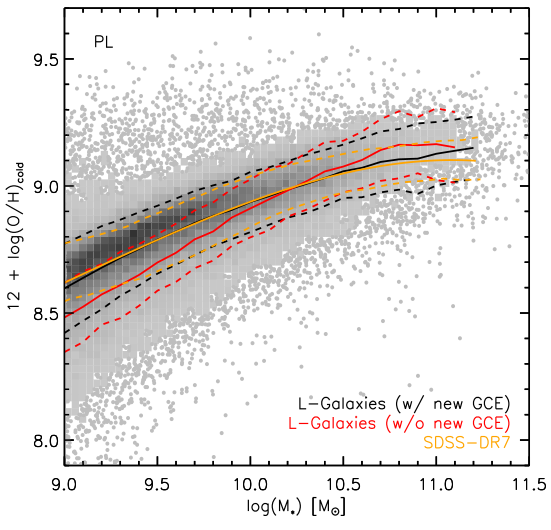 PL
9.5
9.0
8.5
8.0
12 + log(O/H)cold
L-Galaxies (w/ new GCE)
L-Galaxies (w/o new GCE)
SDSS-DR7
9.0 9.5 10.0 10.5 11.0 11.5
log(M*) [M⊙]